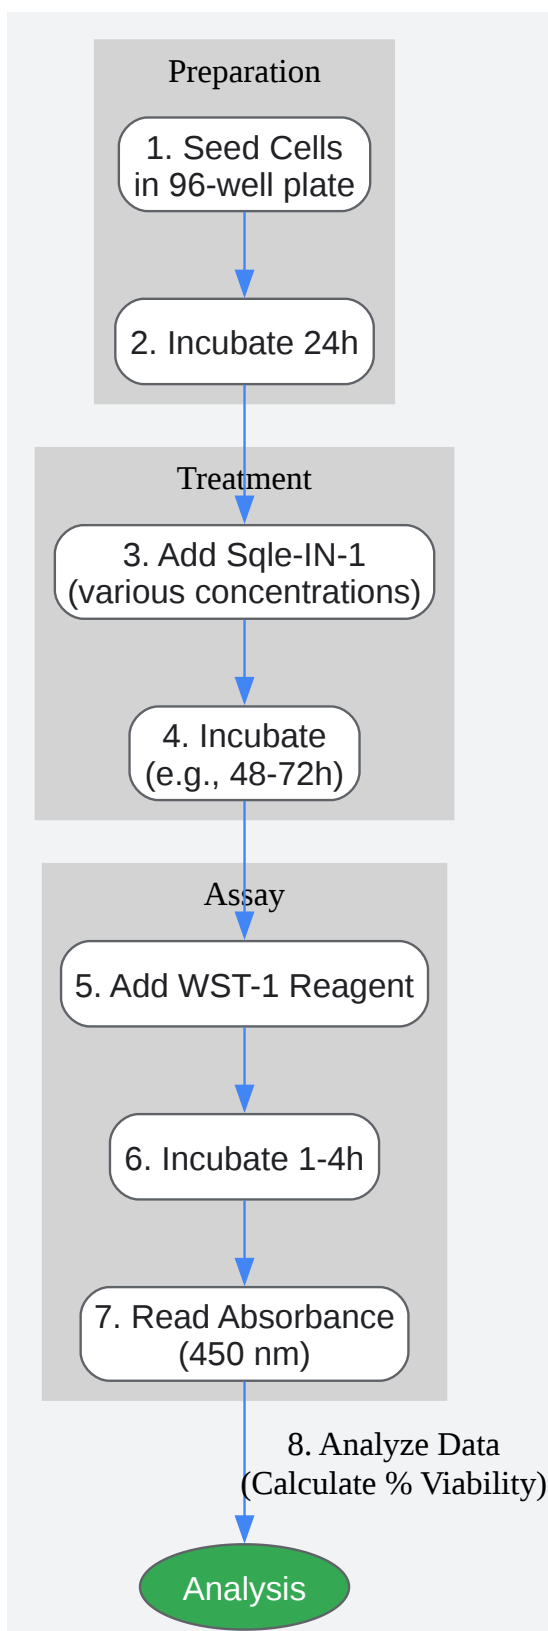 Preparation
1. Seed Cells
in 96-well plate
2. Incubate 24h
Treatment
3. Add Sqle-IN-1
(various concentrations)
4. Incubate
(e.g., 48-72h)
Assay
5. Add WST-1 Reagent
6. Incubate 1-4h
7. Read Absorbance
(450 nm)
8. Analyze Data
(Calculate % Viability)
Analysis